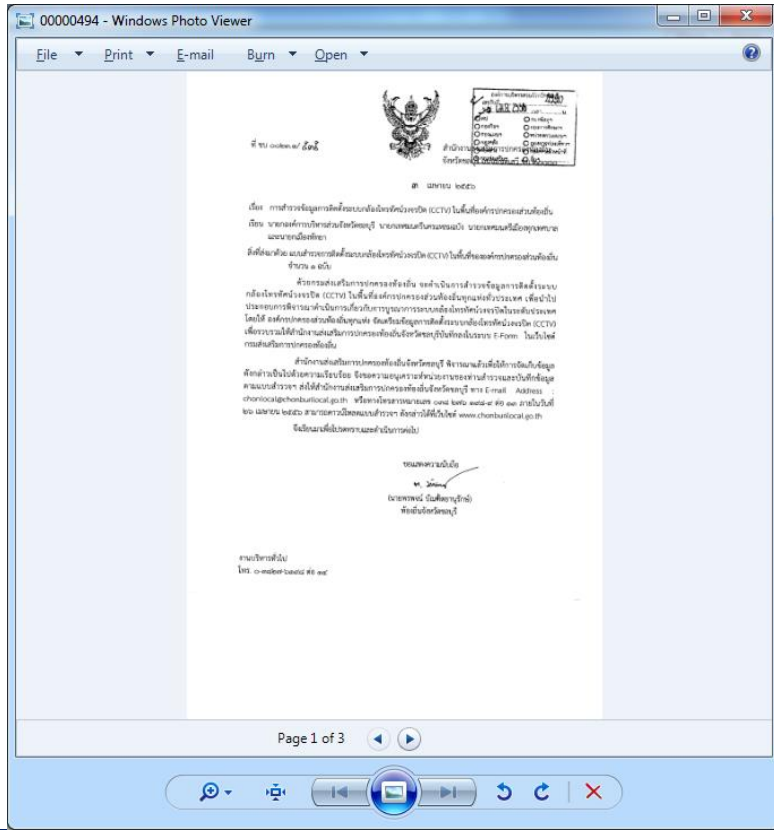 00000494 - Windows Photo Viewer
File Print E-mail Burn Open
ที่ ชบ ๐๐๒๓.๑/
จังหวัดชลบุรี
๓ เมษายน ๒๕๕๖
เรื่อง การสำรวจข้อมูลการติดตั้งระบบกล้องโทรทัศน์วงจรปิด (CCTV) ในพื้นที่องค์กรปกครองส่วนท้องถิ่น
เรียน นายกองค์การบริหารส่วนจังหวัดชลบุรี นายกเทศมนตรีนครแหลมฉบัง นายกเทศมนตรีเมืองทุกเทศบาล
และนายกเมืองพัทยา
สิ่งที่ส่งมาด้วย แบบสำรวจการติดตั้งระบบกล้องโทรทัศน์วงจรปิด (CCTV) ในพื้นที่ขององค์กรปกครองส่วนท้องถิ่น
จำนวน ๑ ฉบับ
ด้วยกรมส่งเสริมการปกครองท้องถิ่น จะดำเนินการสำรวจข้อมูลการติดตั้งระบบ
กล้องโทรทัศน์วงจรปิด (CCTV) ในพื้นที่องค์กรปกครองส่วนท้องถิ่นทุกแห่งทั่วประเทศ เพื่อนำไป
ประกอบการพิจารณาดำเนินการเกี่ยวกับการบูรณาการระบบกล้องโทรทัศน์วงจรปิดในระดับประเทศ
โดยให้ องค์กรปกครองส่วนท้องถิ่นทุกแห่ง จัดเตรียมข้อมูลการติดตั้งระบบกล้องโทรทัศน์วงจรปิด (CCTV)
เพื่อรวบรวมให้สำนักงานส่งเสริมการปกครองท้องถิ่นจังหวัดชลบุรีบันทึกลงในระบบ E-Form ในเว็บไซต์
กรมส่งเสริมการปกครองท้องถิ่น
สำนักงานส่งเสริมการปกครองท้องถิ่นจังหวัดชลบุรี พิจารณาแล้วเพื่อให้การจัดเก็บข้อมูล
ดังกล่าวเป็นไปด้วยความเรียบร้อย จึงขอความอนุเคราะห์หน่วยงานของท่านสำรวจและบันทึกข้อมูล
ตามแบบสำรวจฯ ส่งให้สำนักงานส่งเสริมการปกครองท้องถิ่นจังหวัดชลบุรี ทาง E-mail Address :
chonlocal@chonburilocal.go.th หรือทางโทรสารหมายเลข ต่อ ๑๓ ภายในวันที่
๒๖ เมษายน ๒๕๕๖ สามารถดาวน์โหลดแบบสำรวจฯ ดังกล่าวได้ที่เว็บไซต์ www.chonburilocal.go.th
จึงเรียนมาเพื่อโปรดทราบและดำเนินการต่อไป
ขอแสดงความนับถือ
ท้องถิ่นจังหวัดชลบุรี
งานบริหารทั่วไป
โทร.
Page 1 of 3